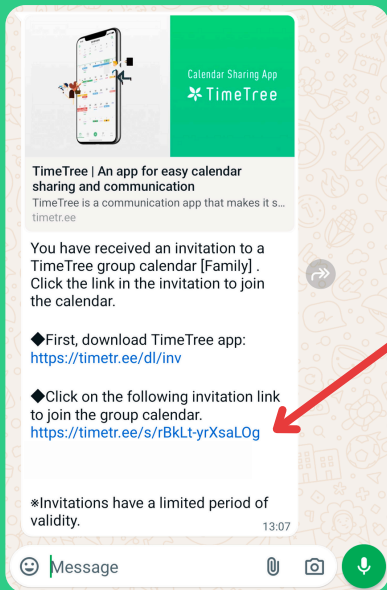 Calendar Sharing App
TimeTree
TimeTree | An app for easy calendar
sharing and communication
TimeTree is a communication app that makes it s...
timetr.ee
You have received an invitation to a
TimeTree group calendar [Family] .
Click the link in the invitation to join
the calendar.
◆First, download TimeTree app:
https://timetr.ee/dl/inv
◆Click on the following invitation link
to join the group calendar.
https://timetr.ee/s/rBkLt-yrXsaLOg
※Invitations have a limited period of
validity.
13:07
Message